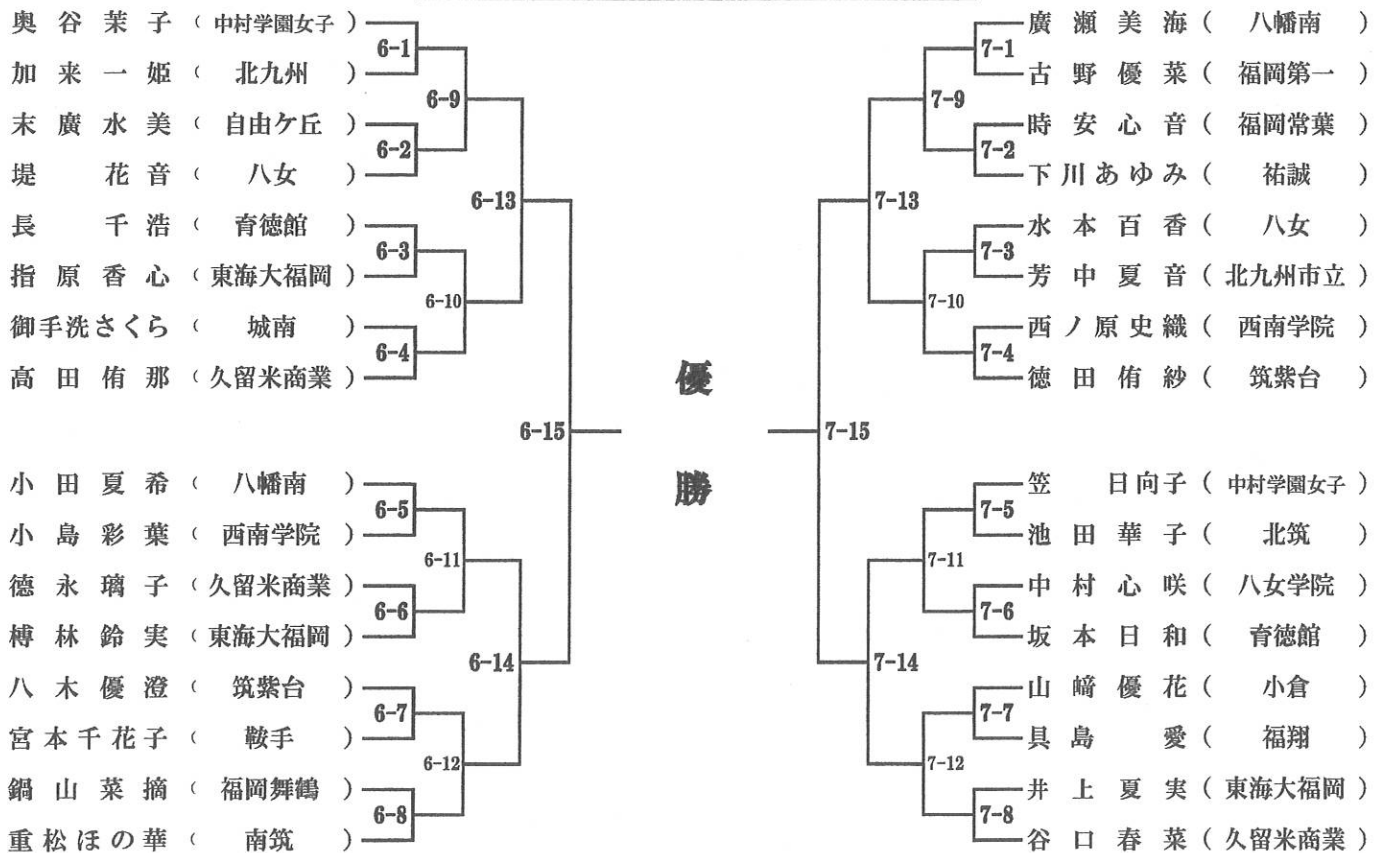 奥谷茉子（中村学園女子）
6-1
加来一姫（北九州）
6-9
末廣水美（自由ケ丘）
6-2
堤花音（八女）
6-13
長千浩（育徳館）
6-3
指原香心（東海大福岡）
6-10
御手洗さくら（城南）
6-4
高田侑那（久留米商業）
6-15
小田夏希（八幡南）
6-5
小島彩葉（西南学院）
6-11
徳永璃子（久留米商業）
6-6
榑林鈴実（東海大福岡）
6-14
八木優澄（筑紫台）
6-7
宮本千花子（鞍手）
6-12
鍋山菜摘（福岡舞鶴）
6-8
重松ほの華（南筑）
優勝
廣瀬美海（八幡南）
7-1
古野優菜（福岡第一）
7-9
時安心音（福岡常葉）
7-2
下川あゆみ（祐誠）
7-13
水本百香（八女）
7-3
芳中夏音（北九州市立）
7-10
西ノ原史織（西南学院）
7-4
徳田侑紗（筑紫台）
7-15
笠日向子（中村学園女子）
7-5
池田華子（北筑）
7-11
中村心咲（八女学院）
7-6
坂本日和（育徳館）
7-14
山﨑優花（小倉）
7-7
具島愛（福翔）
7-12
井上夏実（東海大福岡）
7-8
谷口春菜（久留米商業）